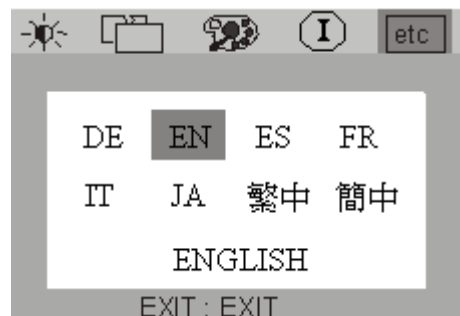 I etc
DE EN ES FR
IT JA 繁中 簡中
ENGLISH
EXIT : EXIT